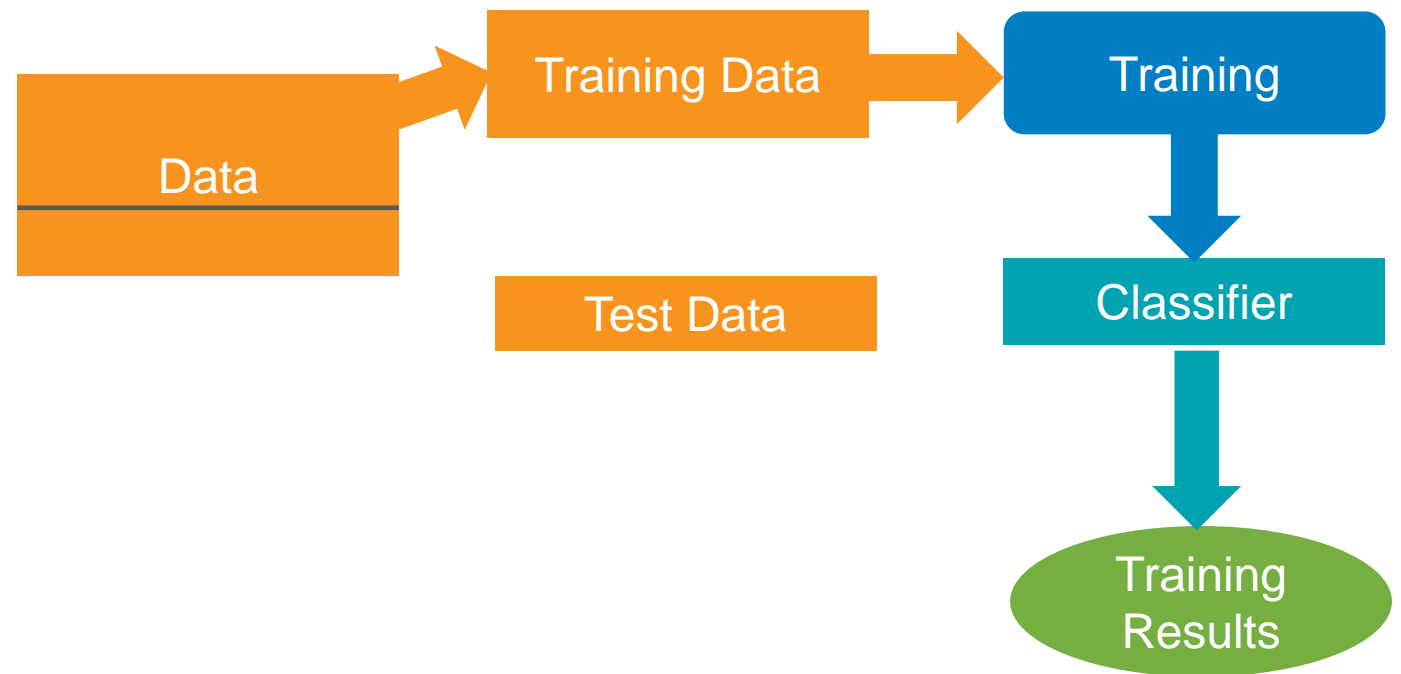 Training Data
Training
Data
Test Data
Classifier
Training
Results